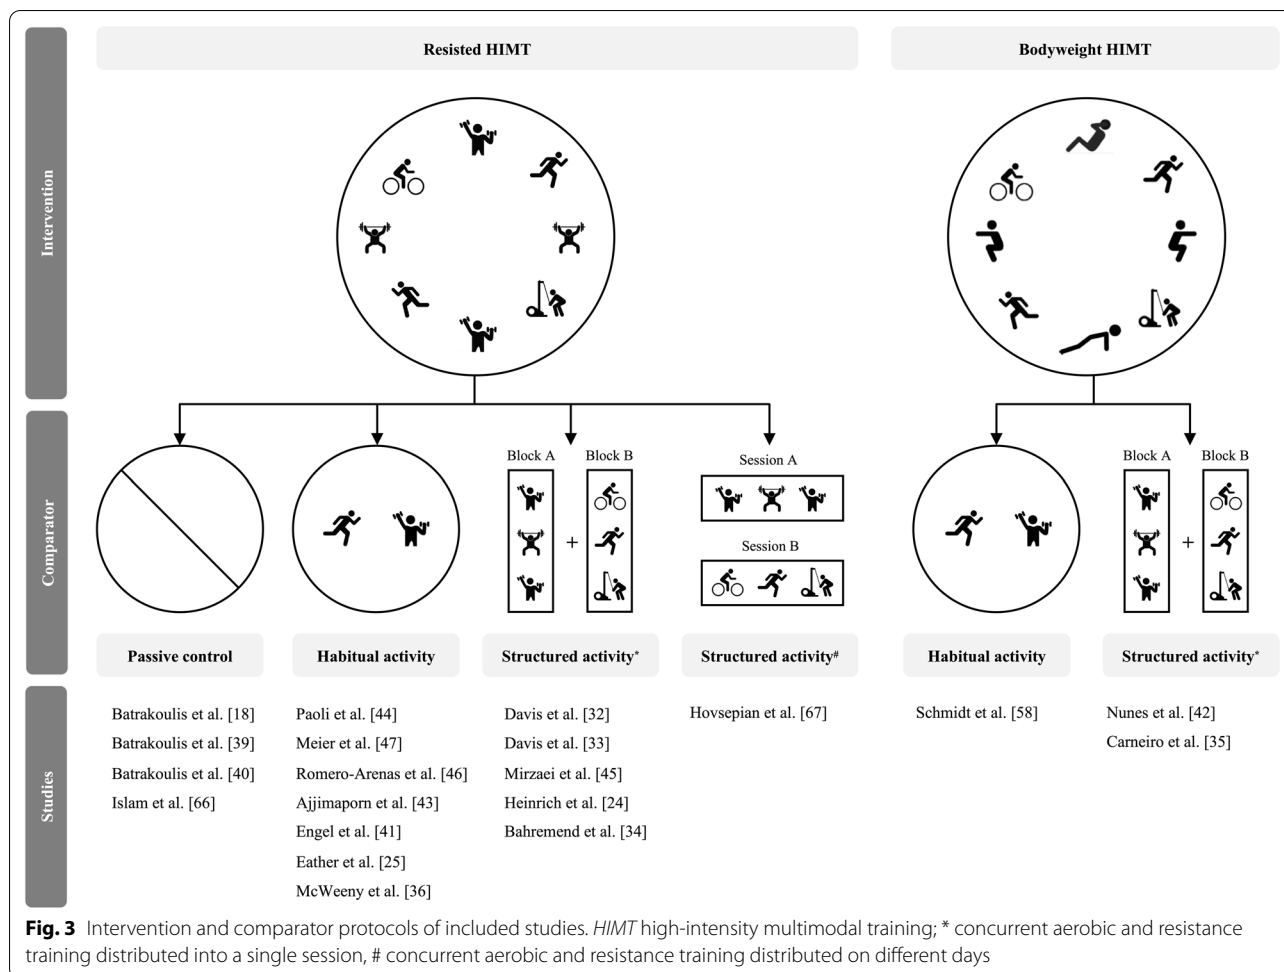 Resisted HIMT
Bodyweight HIMT
Intervention
Comparator
Block A
Block B
+
Session A
Session B
Block A
Block B
+
Passive control
Habitual activity
Structured activity*
Structured activity#
Habitual activity
Structured activity*
Studies
Batrakoulis et al. [18]
Batrakoulis et al. [39]
Batrakoulis et al. [40]
Islam et al. [66]
Paoli et al. [44]
Meier et al. [47]
Romero-Arenas et al. [46]
Ajjimaporn et al. [43]
Engel et al. [41]
Eather et al. [25]
McWeeny et al. [36]
Davis et al. [32]
Davis et al. [33]
Mirzaei et al. [45]
Heinrich et al. [24]
Bahremend et al. [34]
Hovsepian et al. [67]
Schmidt et al. [58]
Nunes et al. [42]
Carneiro et al. [35]
Fig. 3 Intervention and comparator protocols of included studies. HIMT high-intensity multimodal training; * concurrent aerobic and resistance
training distributed into a single session, # concurrent aerobic and resistance training distributed on different days